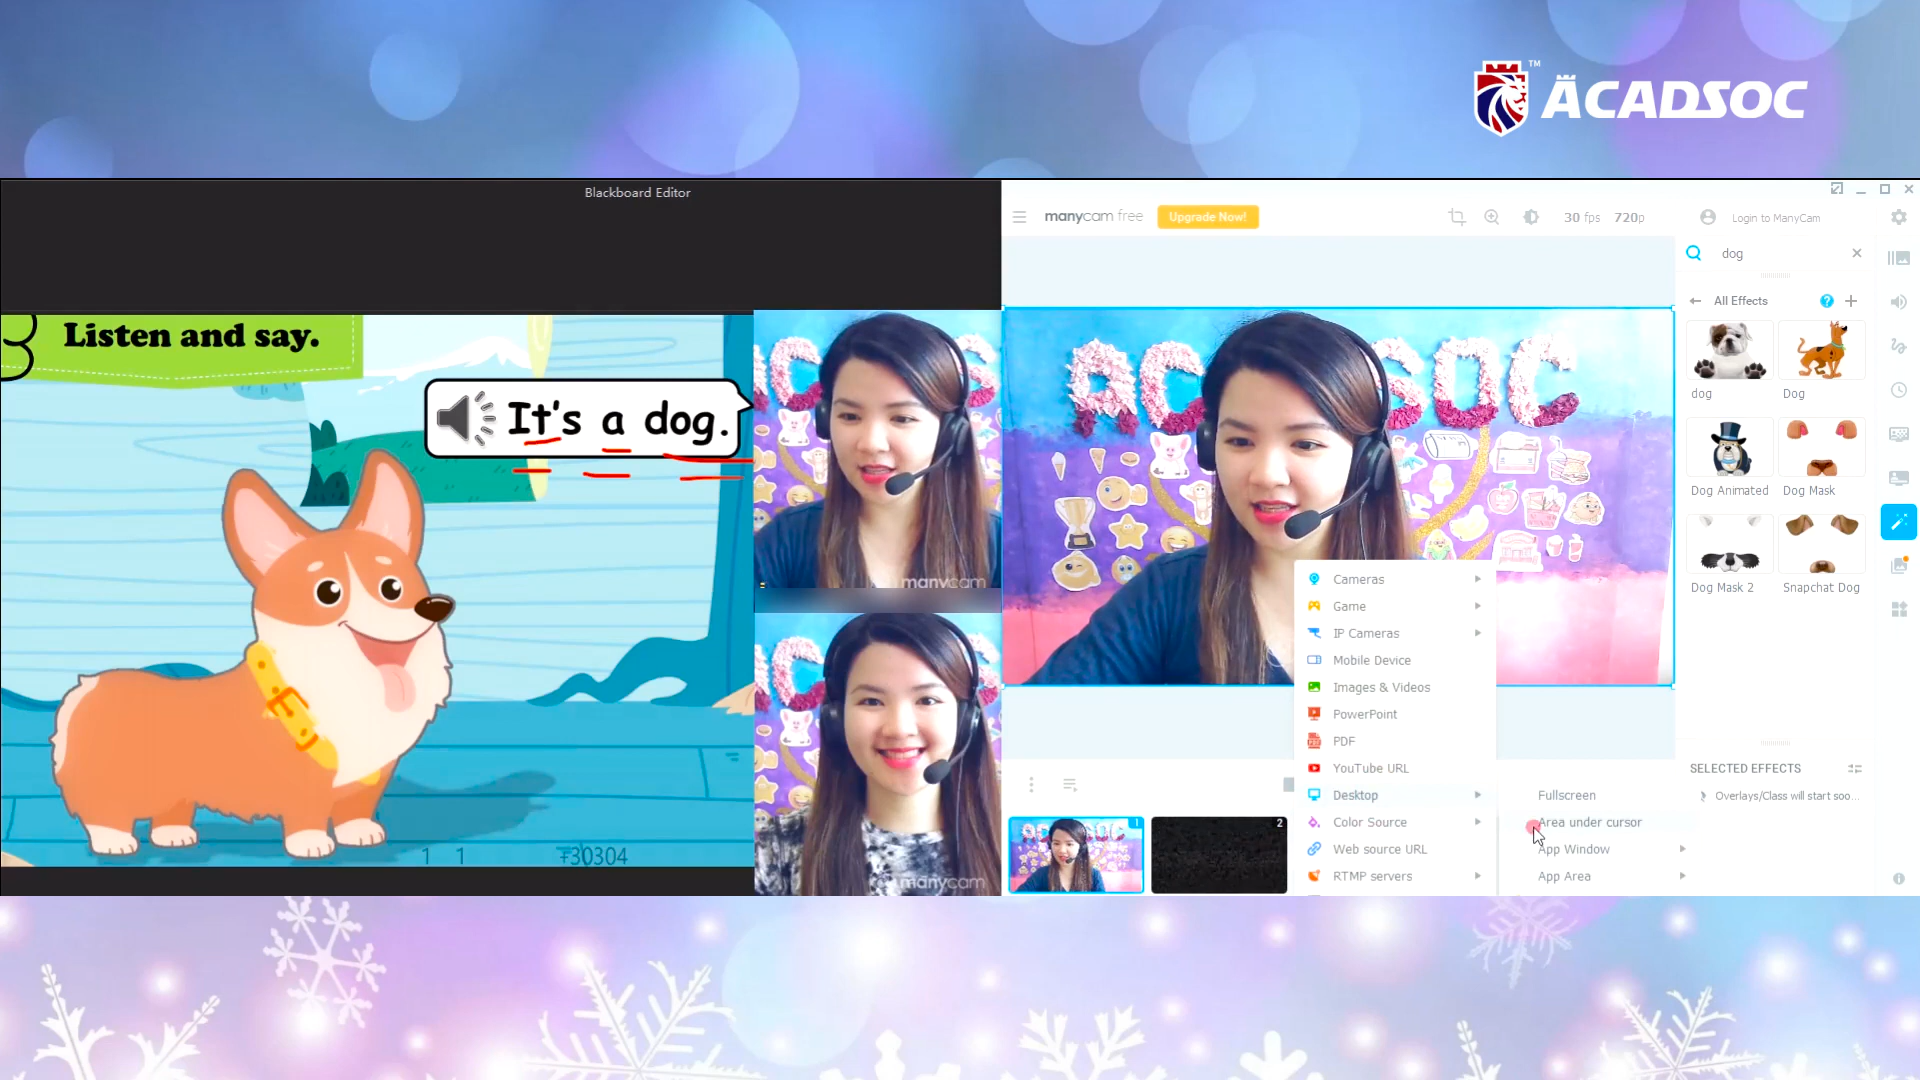 TM
ACADSOC
Blackboard Editor
Listen and say.
It's a dog.
1 1
manycam
manycam
manycam free
Upgrade Now!
30 fps
720p
Login to ManyCam
dog
All Effects
?
dog
Dog
Dog Animated
Dog Mask
Dog Mask 2
Snapchat Dog
Cameras
Game
IP Cameras
Mobile Device
Images & Videos
PowerPoint
PDF
YouTube URL
Desktop
Color Source
Web source URL
RTMP servers
Fullscreen
Area under cursor
App Window
App Area
SELECTED EFFECTS
Overlays/Class will start soo...
1
2